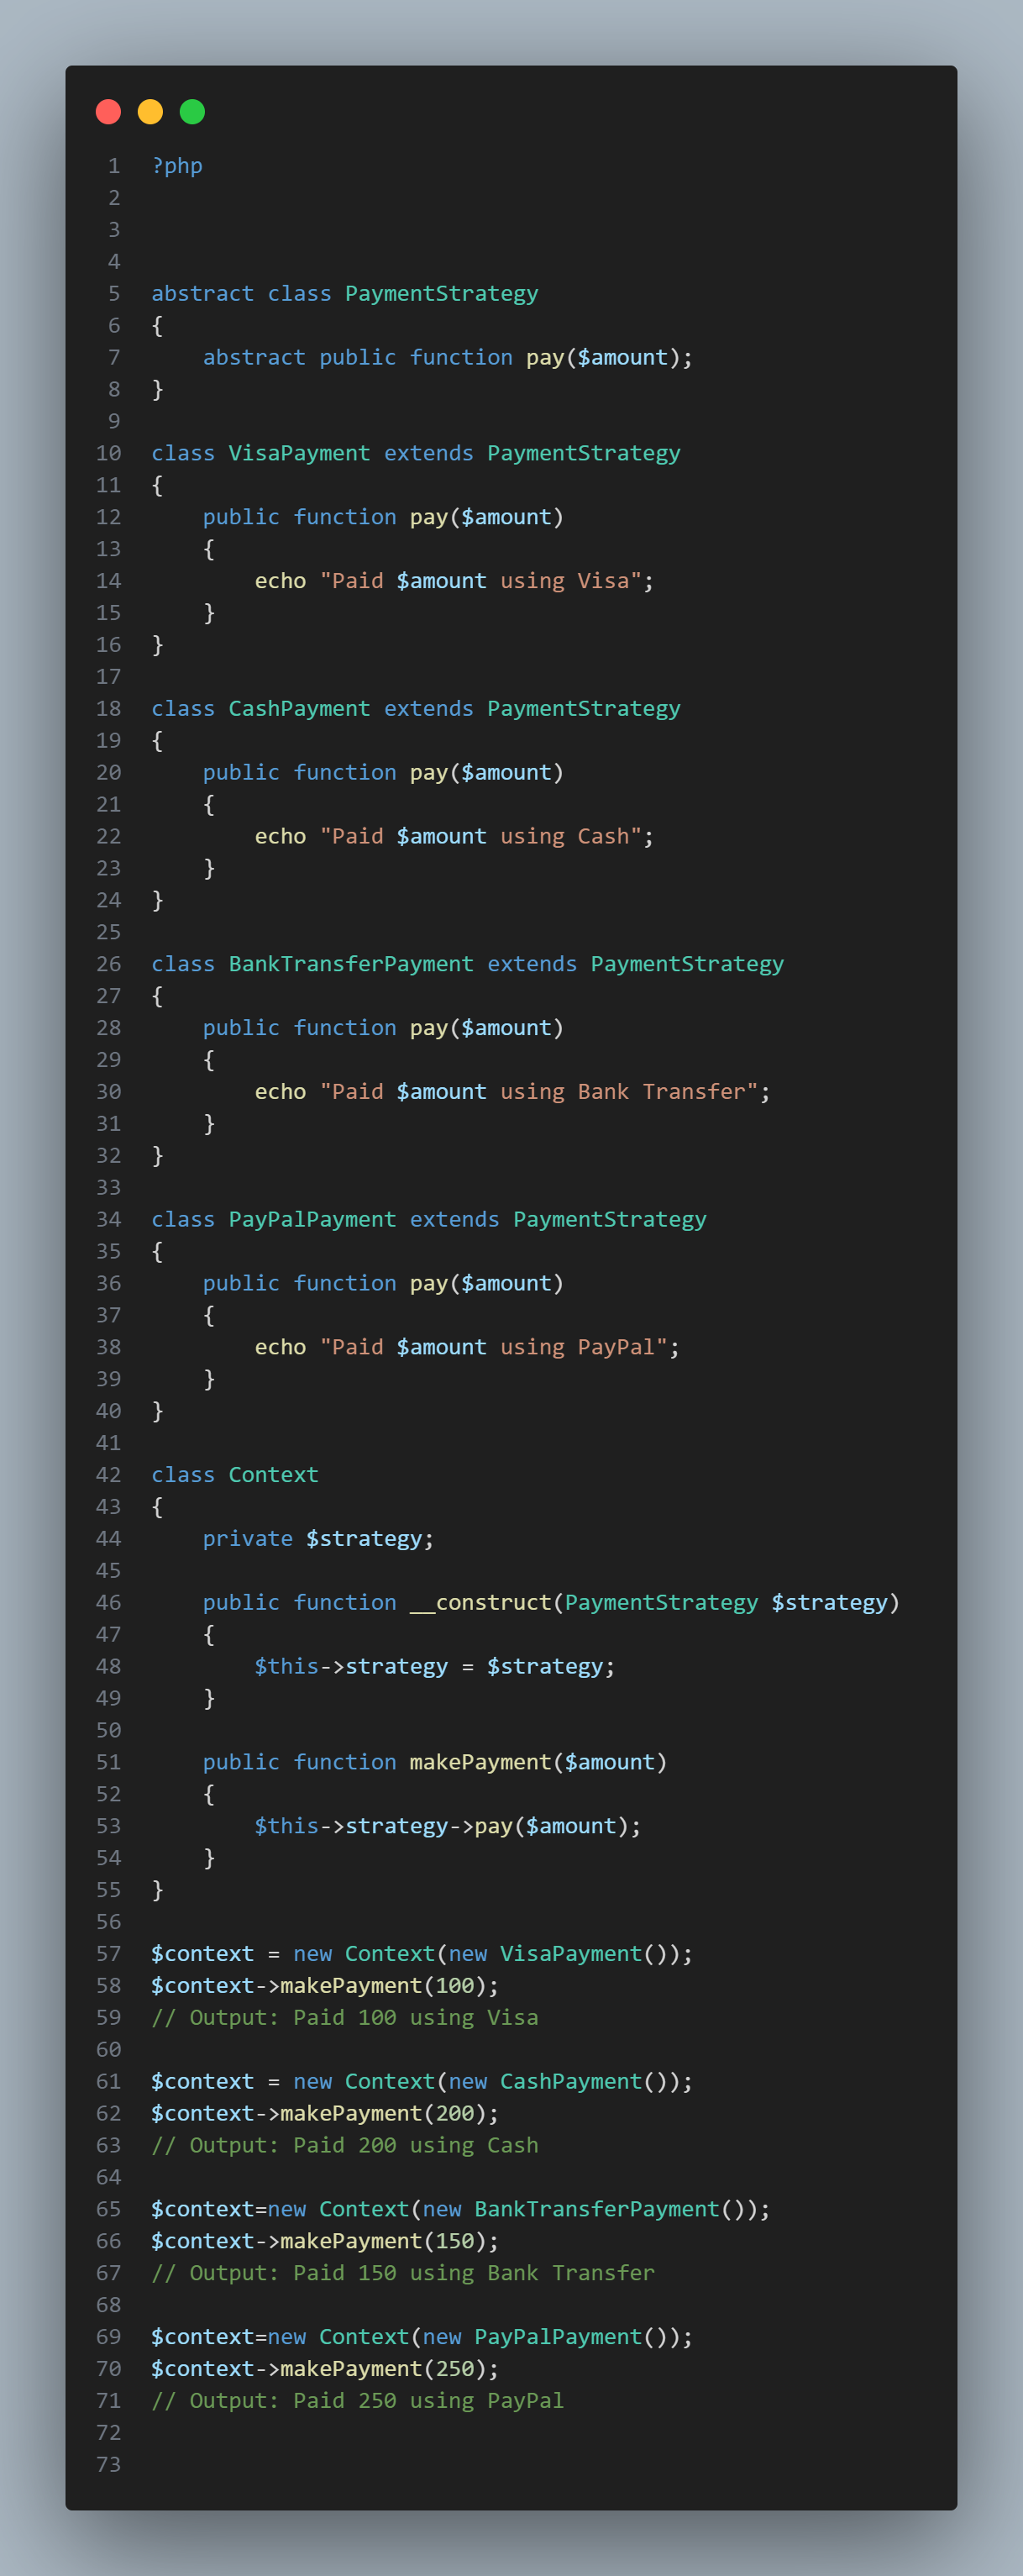 1 ?php
2
3
4
5 abstract class PaymentStrategy
6 {
7     abstract public function pay($amount);
8 }
9
10 class VisaPayment extends PaymentStrategy
11 {
12     public function pay($amount)
13     {
14         echo "Paid $amount using Visa";
15     }
16 }
17
18 class CashPayment extends PaymentStrategy
19 {
20     public function pay($amount)
21     {
22         echo "Paid $amount using Cash";
23     }
24 }
25
26 class BankTransferPayment extends PaymentStrategy
27 {
28     public function pay($amount)
29     {
30         echo "Paid $amount using Bank Transfer";
31     }
32 }
33
34 class PayPalPayment extends PaymentStrategy
35 {
36     public function pay($amount)
37     {
38         echo "Paid $amount using PayPal";
39     }
40 }
41
42 class Context
43 {
44     private $strategy;
45
46     public function __construct(PaymentStrategy $strategy)
47     {
48         $this->strategy = $strategy;
49     }
50
51     public function makePayment($amount)
52     {
53         $this->strategy->pay($amount);
54     }
55 }
56
57 $context = new Context(new VisaPayment());
58 $context->makePayment(100);
59 // Output: Paid 100 using Visa
60
61 $context = new Context(new CashPayment());
62 $context->makePayment(200);
63 // Output: Paid 200 using Cash
64
65 $context=new Context(new BankTransferPayment());
66 $context->makePayment(150);
67 // Output: Paid 150 using Bank Transfer
68
69 $context=new Context(new PayPalPayment());
70 $context->makePayment(250);
71 // Output: Paid 250 using PayPal
72
73